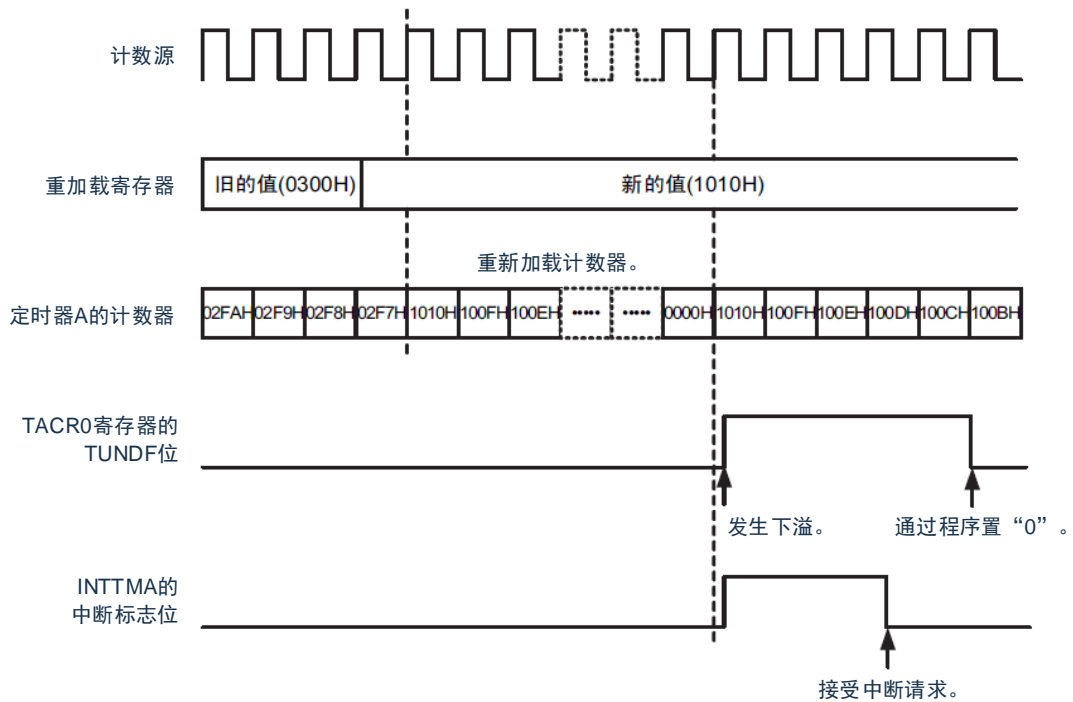 计数源
重加载寄存器
旧的值(0300H)
新的值(1010H)
重新加载计数器。
定时器A的计数器
02FAH 02F9H 02F8H 02F7H 1010H 100FH 100EH ····· ····· 0000H 1010H 100FH 100EH 100DH 100CH 100BH
TACR0寄存器的
TUNDF位
发生下溢。
通过程序置“0”。
INTTMA的
中断标志位
接受中断请求。